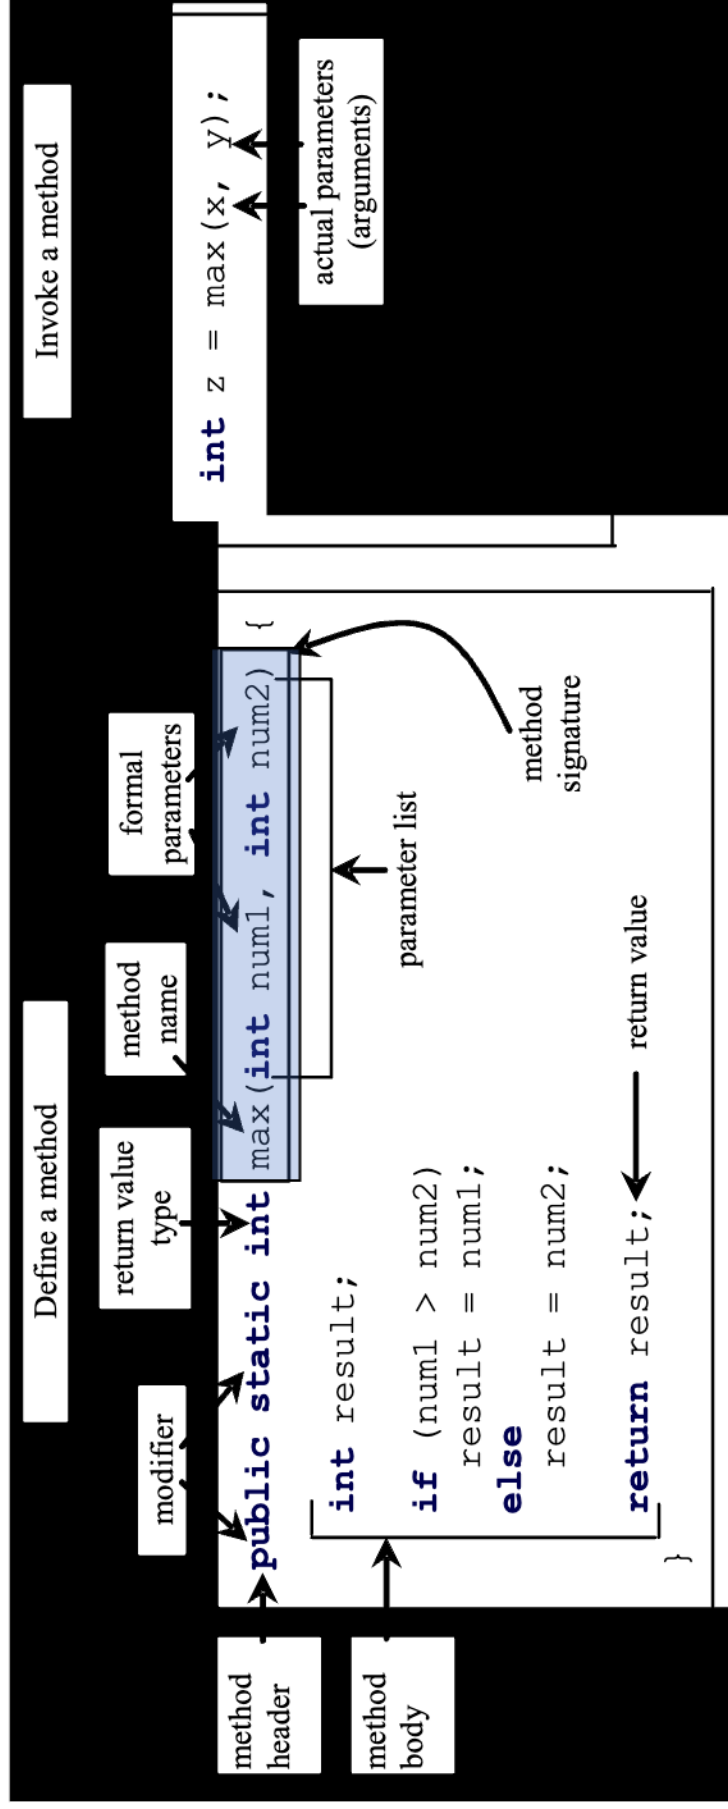 Define a method
Invoke a method
modifier
return value
type
method
name
formal
parameters
method
header
public static int max(int num1, int num2) {
int z = max(x, y);
actual parameters
(arguments)
parameter list
method
signature
method
body
int result;
if (num1 > num2)
result = num1;
else
result = num2;
return result;
return value
}